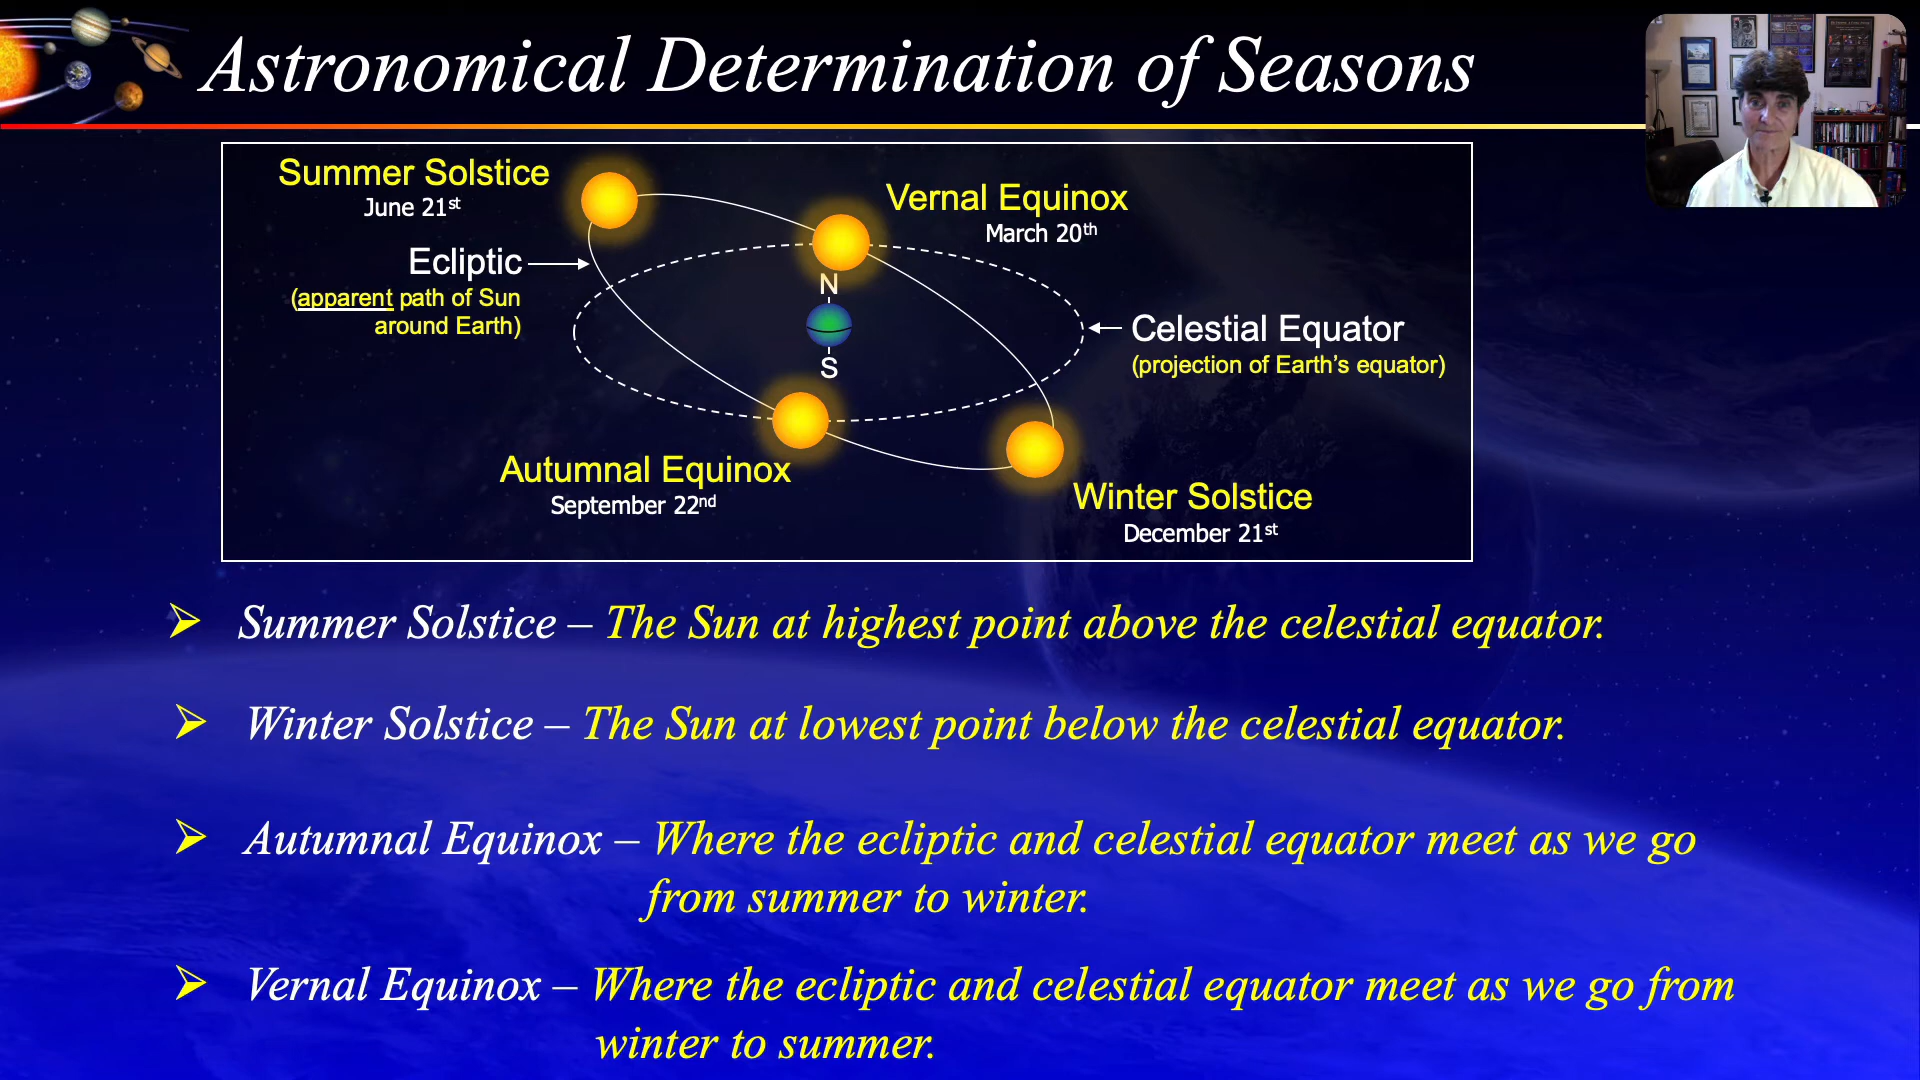 Astronomical Determination of Seasons
Summer Solstice
June 21st
Vernal Equinox
March 20th
Ecliptic
(apparent path of Sun
around Earth)
N
S
Celestial Equator
(projection of Earth’s equator)
Autumnal Equinox
September 22nd
Winter Solstice
December 21st
➢ Summer Solstice – The Sun at highest point above the celestial equator.
➢ Winter Solstice – The Sun at lowest point below the celestial equator.
➢ Autumnal Equinox – Where the ecliptic and celestial equator meet as we go
from summer to winter.
➢ Vernal Equinox – Where the ecliptic and celestial equator meet as we go from
winter to summer.